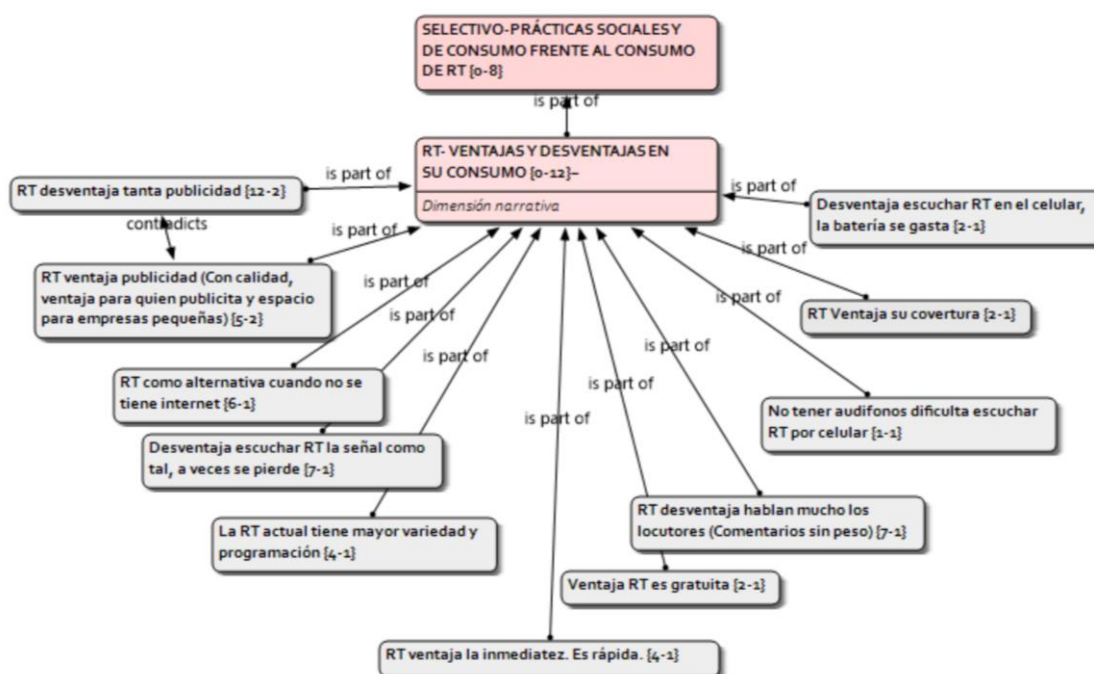 SELECTIVO-PRÁCTICAS SOCIALES Y
DE CONSUMO FRENTE AL CONSUMO
DE RT {0-8}
is part of
RT- VENTAJAS Y DESVENTAJAS EN
SU CONSUMO {0-12}~
Dimensión narrativa
is part of
RT desventaja tanta publicidad {12-2}
contradicts
is part of
RT ventaja publicidad (Con calidad,
ventaja para quien publicita y espacio
para empresas pequeñas) {5-2}
is part of
Desventaja escuchar RT en el celular,
la batería se gasta {2-1}
is part of
RT Ventaja su covertura {2-1}
is part of
RT como alternativa cuando no se
tiene internet {6-1}
is part of
No tener audifonos dificulta escuchar
RT por celular {1-1}
is part of
Desventaja escuchar RT la señal como
tal, a veces se pierde {7-1}
is part of
La RT actual tiene mayor variedad y
programación {4-1}
is part of
RT desventaja hablan mucho los
locutores (Comentarios sin peso) {7-1}
is part of
Ventaja RT es gratuita {2-1}
is part of
RT ventaja la inmediatez. Es rápida. {4-1}
is part of